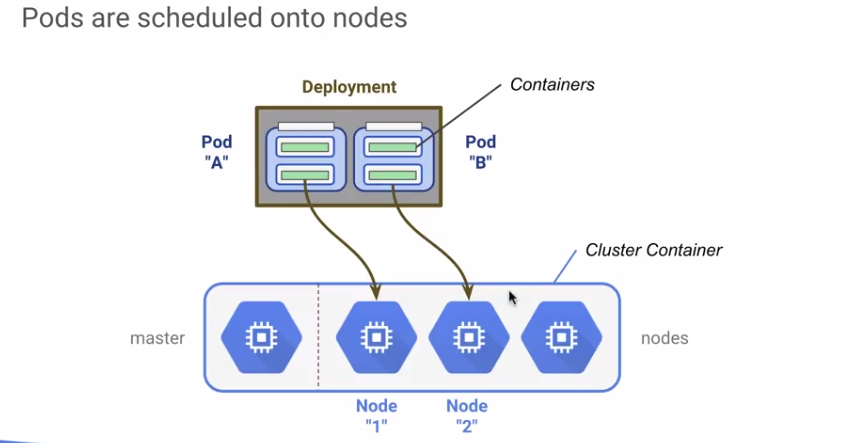 Pods are scheduled onto nodes
Deployment
Containers
Pod
"A"
Pod
"B"
Cluster Container
master
nodes
Node
"1"
Node
"2"